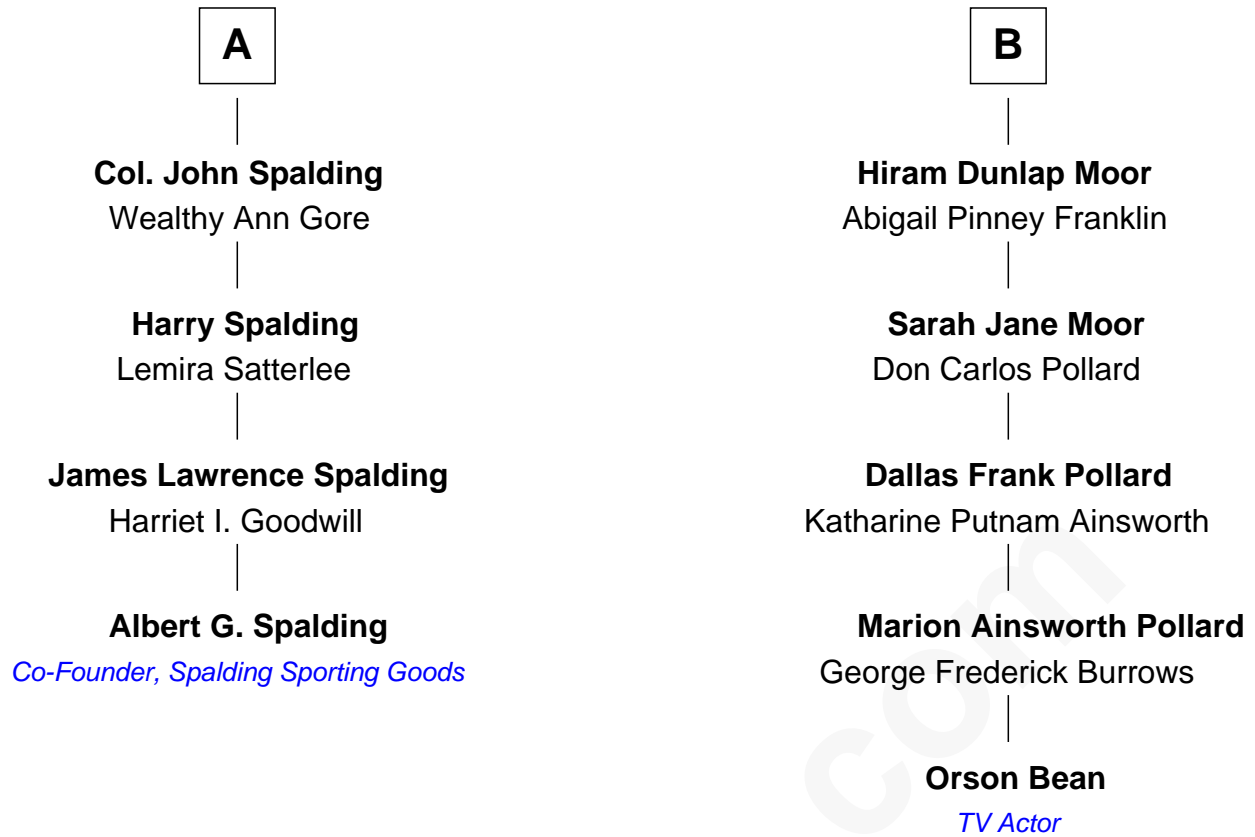 A
Col. John Spalding
Wealthy Ann Gore
Harry Spalding
Lemira Satterlee
James Lawrence Spalding
Harriet I. Goodwill
Albert G. Spalding
Co-Founder, Spalding Sporting Goods
B
Hiram Dunlap Moor
Abigail Pinney Franklin
Sarah Jane Moor
Don Carlos Pollard
Dallas Frank Pollard
Katharine Putnam Ainsworth
Marion Ainsworth Pollard
George Frederick Burrows
Orson Bean
TV Actor
com